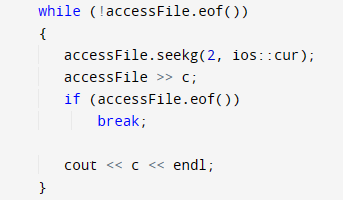 while (!accessFile.eof())
{
accessFile.seekg(2, ios::cur);
accessFile >> c;
if (accessFile.eof())
break;
cout << c << endl;
}